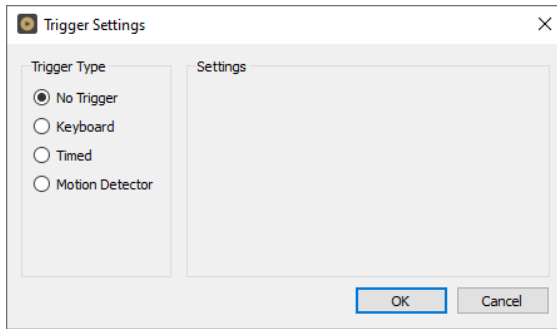 Trigger Settings
Trigger Type
No Trigger
Keyboard
Timed
Motion Detector
Settings
OK
Cancel